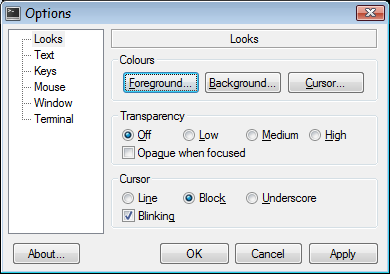 Options
Looks
Text
Keys
Mouse
Window
Terminal
Looks
Colours
Foreground... Background... Cursor...
Transparency
Off Low Medium High
Opaque when focused
Cursor
Line Block Underscore
Blinking
About... OK Cancel Apply